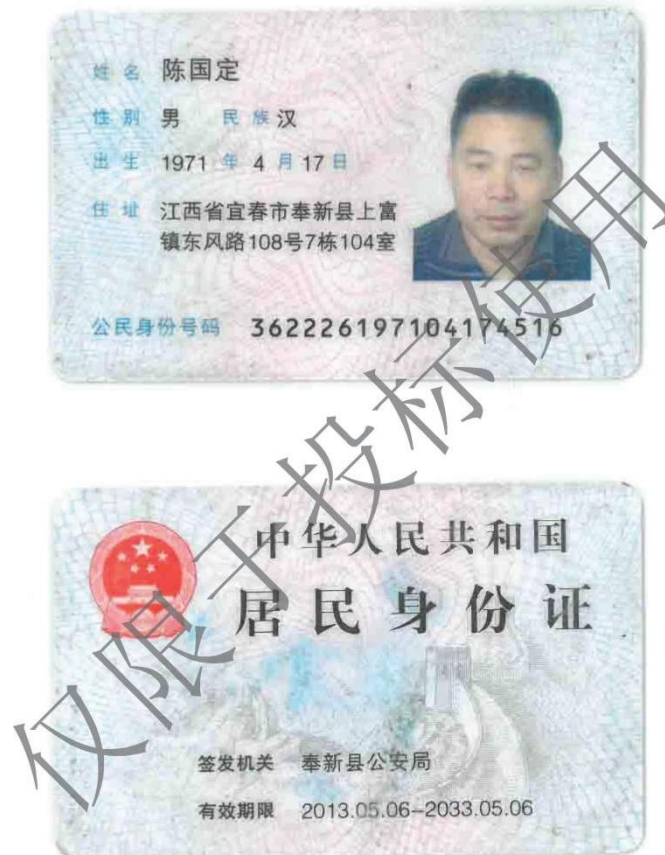 姓名 陈国定
性别 男 民族 汉
出生 1971 年 4 月 17 日
住址 江西省宜春市奉新县上富
镇东风路108号7栋104室
公民身份号码 362226197104174516
仅限于投标使用
中华人民共和国
居民身份证
签发机关 奉新县公安局
有效期限 2013.05.06-2033.05.06